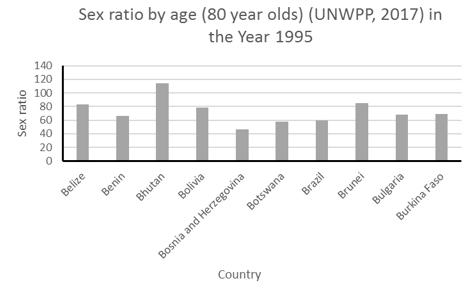 Sex ratio by age (80 year olds) (UNWPP, 2017) in
the Year 1995
140
120
100
80
60
40
20
0
Sex ratio
Belize
Benin
Bhutan
Bolivia
Bosnia and Herzegovina
Botswana
Brazil
Brunei
Bulgaria
Burkina Faso
Country